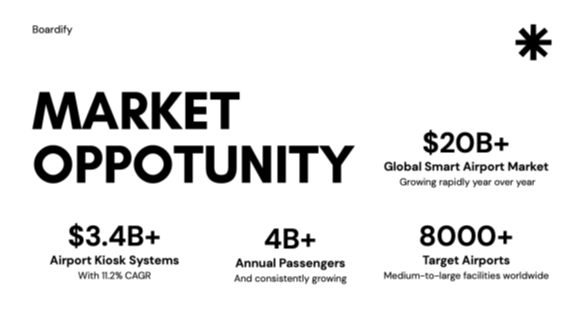 Boardify
MARKET
OPPOTUNITY
$20B+
Global Smart Airport Market
Growing rapidly year over year
$3.4B+
Airport Kiosk Systems
With 11.2% CAGR
4B+
Annual Passengers
And consistently growing
8000+
Target Airports
Medium-to-large facilities worldwide